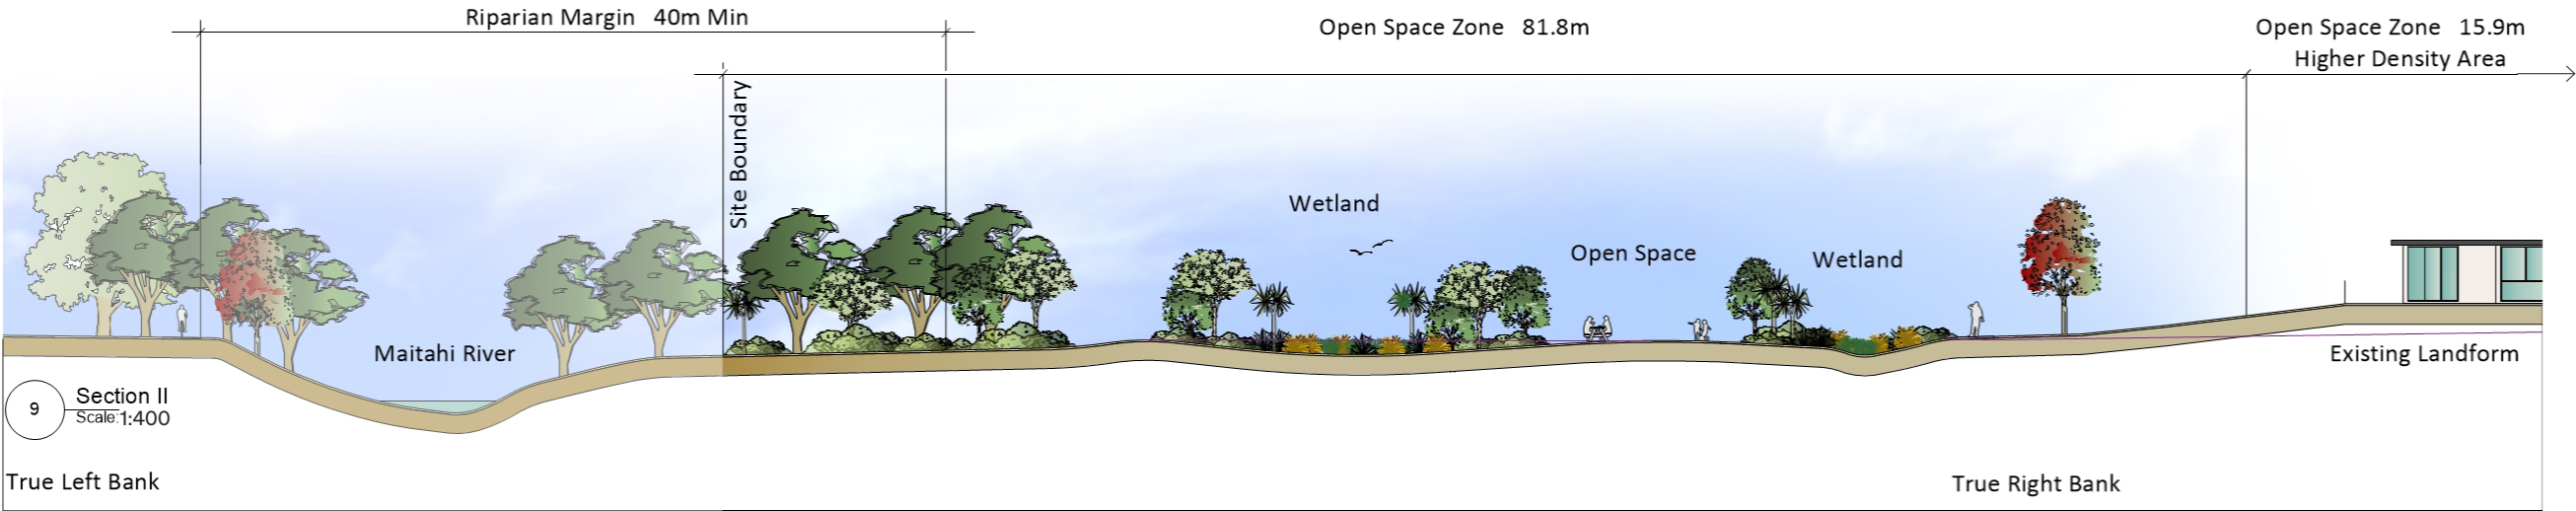 Riparian Margin 40m Min
Open Space Zone 81.8m
Open Space Zone 15.9m
Higher Density Area
Site Boundary
Wetland
Open Space
Wetland
Maitahi River
Existing Landform
9
Section II
Scale:1:400
True Left Bank
True Right Bank